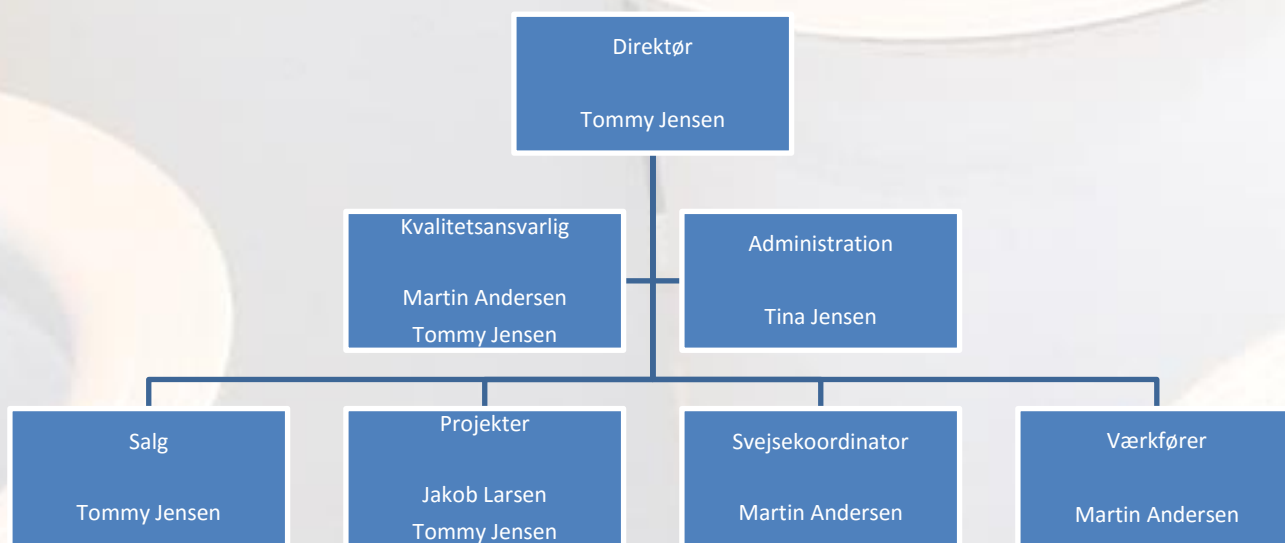 Direktør
Tommy Jensen
Kvalitetsansvarlig
Martin Andersen
Tommy Jensen
Administration
Tina Jensen
Salg
Tommy Jensen
Projekter
Jakob Larsen
Tommy Jensen
Svejsekoordinator
Martin Andersen
Værkfører
Martin Andersen